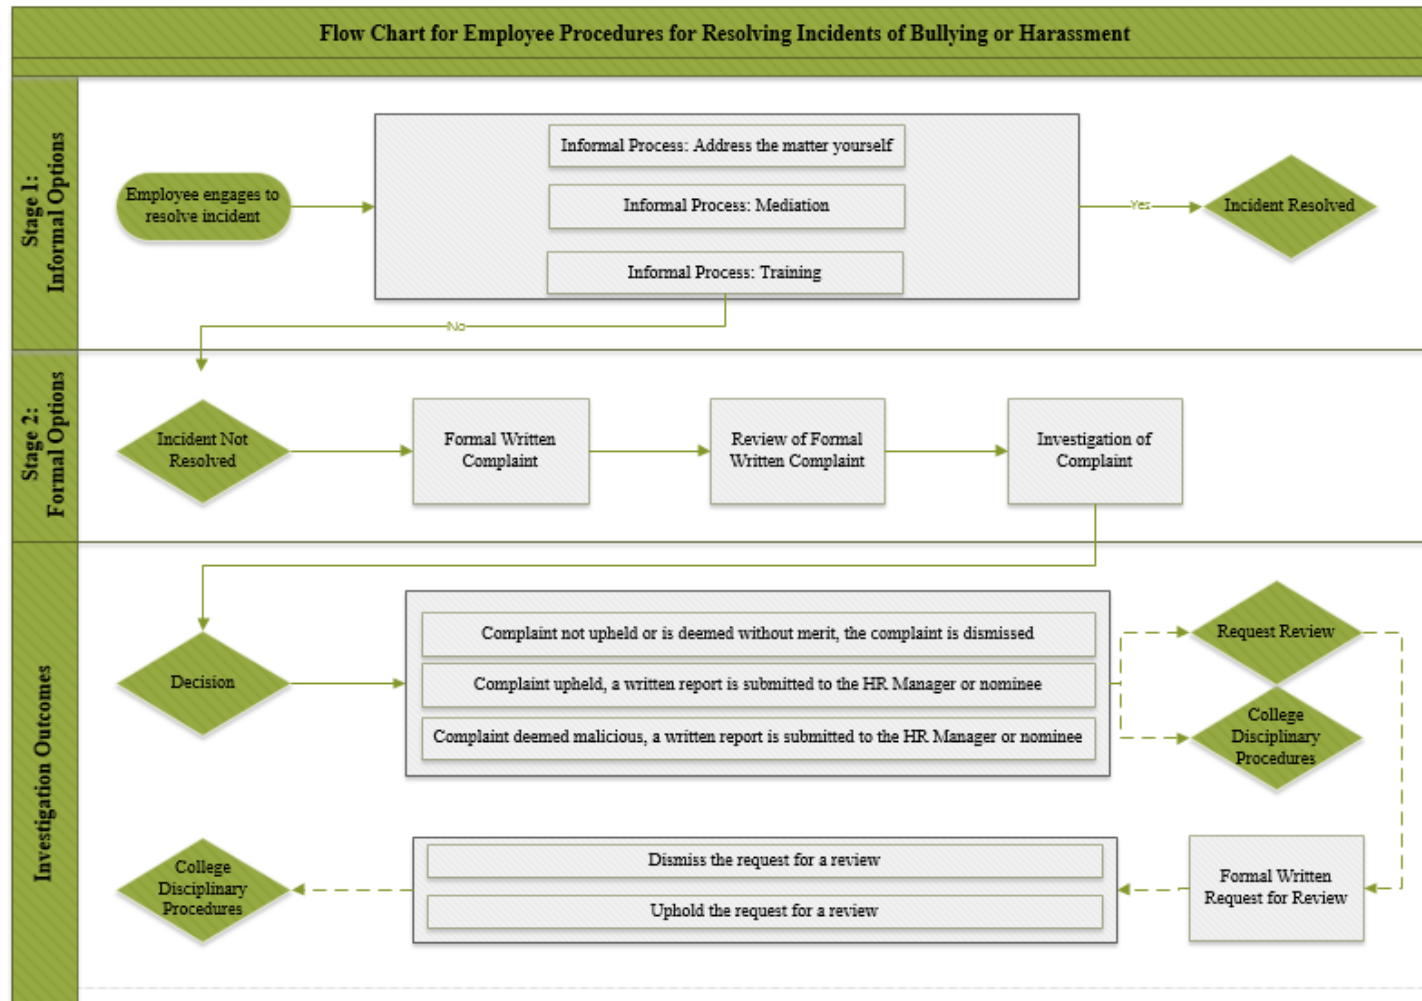 Flow Chart for Employee Procedures for Resolving Incidents of Bullying or Harassment
Stage 1:
Informal Options
Employee engages to
resolve incident
Informal Process: Address the matter yourself
Informal Process: Mediation
Informal Process: Training
Yes
Incident Resolved
No
Stage 2:
Formal Options
Incident Not
Resolved
Formal Written
Complaint
Review of Formal
Written Complaint
Investigation of
Complaint
Investigation Outcomes
Decision
Complaint not upheld or is deemed without merit, the complaint is dismissed
Complaint upheld, a written report is submitted to the HR Manager or nominee
Complaint deemed malicious, a written report is submitted to the HR Manager or nominee
Request Review
College
Disciplinary
Procedures
Formal Written
Request for Review
Dismiss the request for a review
Uphold the request for a review
College
Disciplinary
Procedures